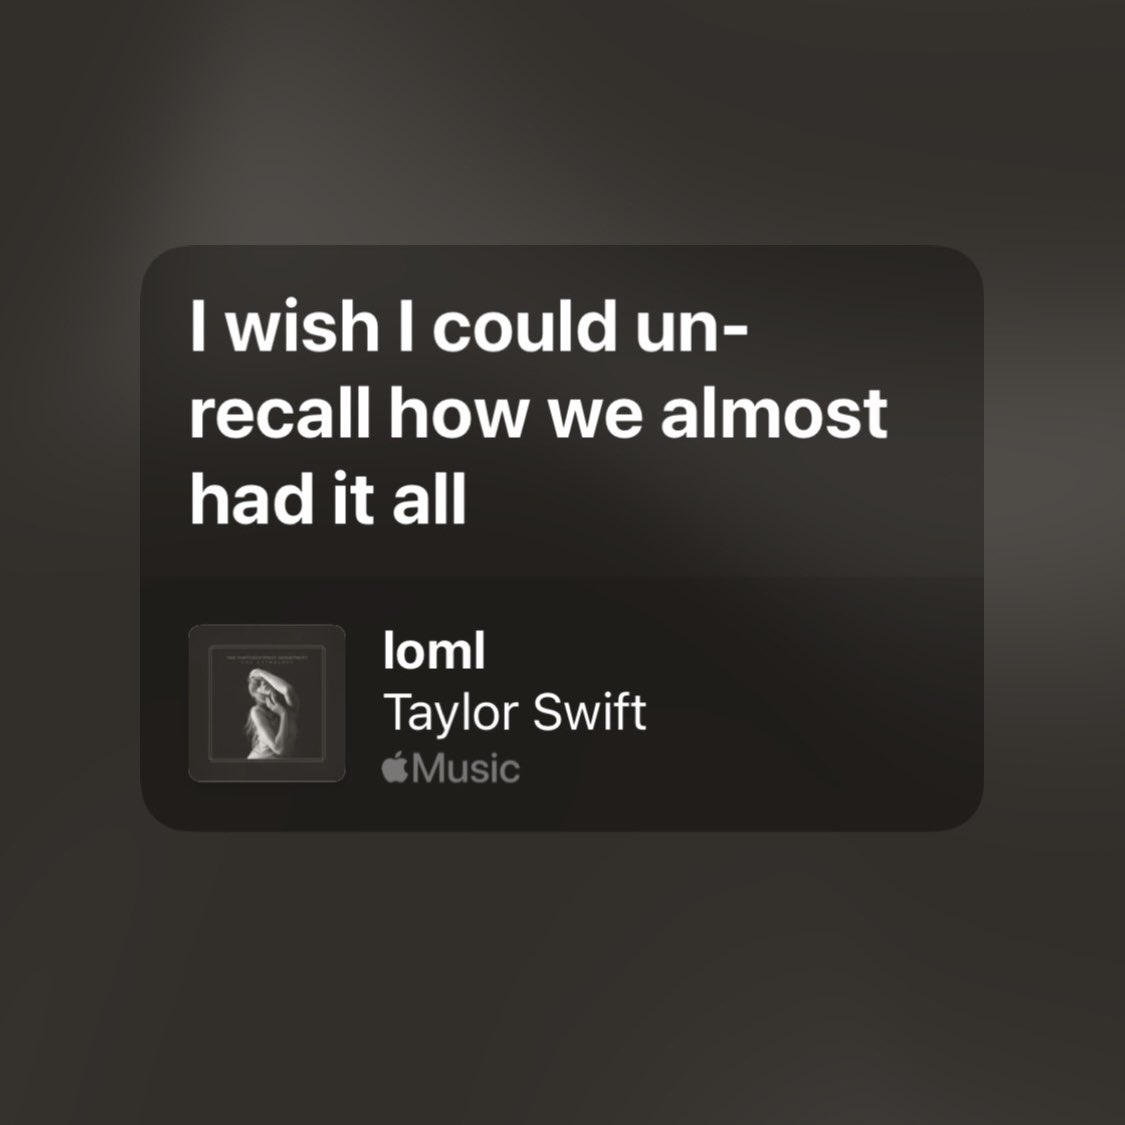 I wish I could un-
recall how we almost
had it all
loml
Taylor Swift
Music